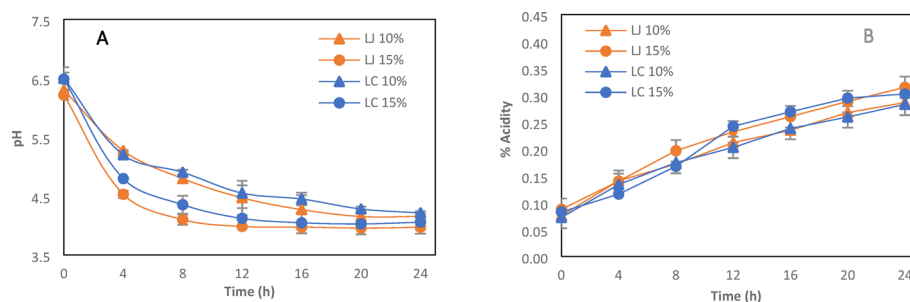 A
LJ 10%
LJ 15%
LC 10%
LC 15%
pH
7.5
6.5
5.5
4.5
3.5
0 4 8 12 16 20 24
Time (h)
B
LJ 10%
LJ 15%
LC 10%
LC 15%
% Acidity
0.45
0.40
0.35
0.30
0.25
0.20
0.15
0.10
0.05
0.00
0 4 8 12 16 20 24
Time (h)